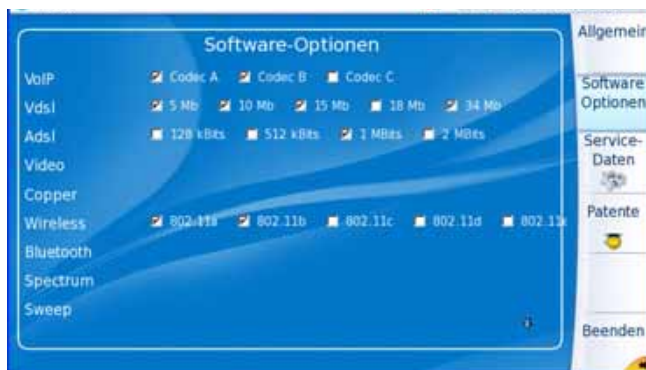 Software-Optionen
VoIP Codec A Codec B Codec C
Vdsl 5 Mb 10 Mb 15 Mb 18 Mb 34 Mb
Adsl 128 kBits 512 kBits 1 MBits 2 MBits
Video
Copper
Wireless 802.11a 802.11b 802.11c 802.11d
Bluetooth
Spectrum
Sweep
Allgemein
Software
Optionen
Service-
Daten
Patente
Beenden